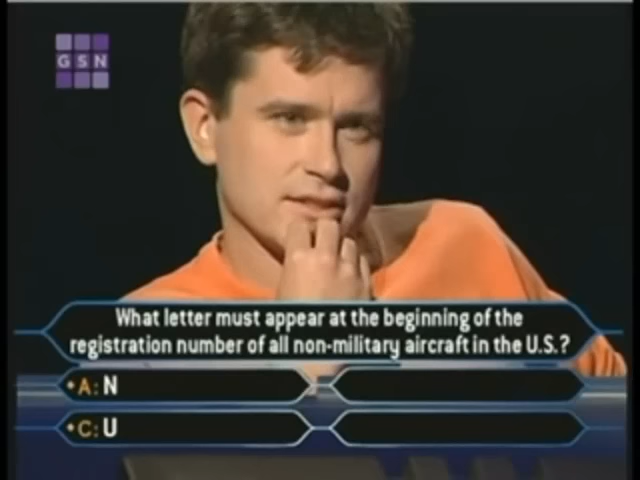 GSN
What letter must appear at the beginning of the
registration number of all non-military aircraft in the U.S.?
A: N
C: U